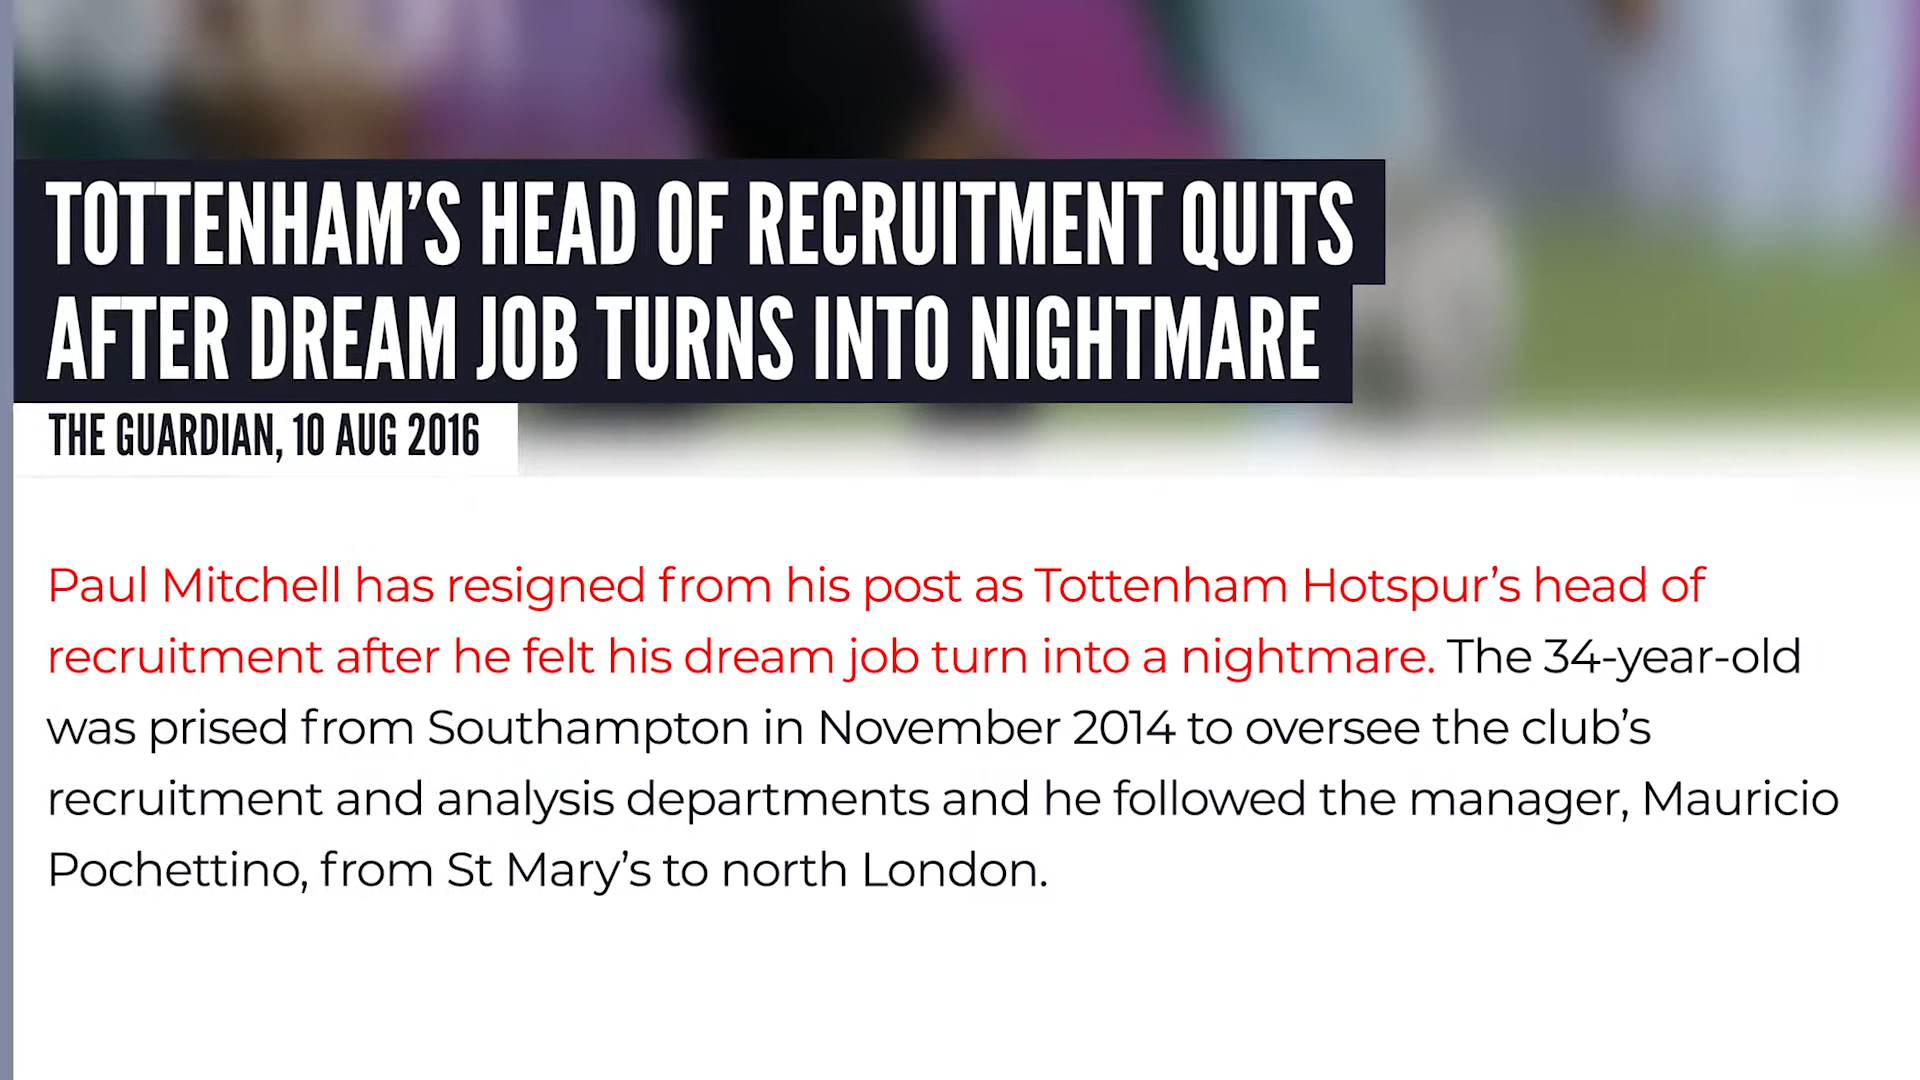 TOTTENHAM’S HEAD OF RECRUITMENT QUITS
AFTER DREAM JOB TURNS INTO NIGHTMARE
THE GUARDIAN, 10 AUG 2016
Paul Mitchell has resigned from his post as Tottenham Hotspur’s head of
recruitment after he felt his dream job turn into a nightmare. The 34-year-old
was prised from Southampton in November 2014 to oversee the club’s
recruitment and analysis departments and he followed the manager, Mauricio
Pochettino, from St Mary’s to north London.